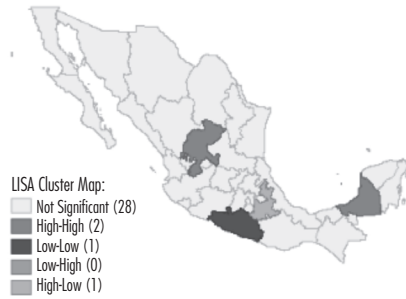 LISA Cluster Map:
Not Significant (28)
High-High (2)
Low-Low (1)
Low-High (0)
High-Low (1)